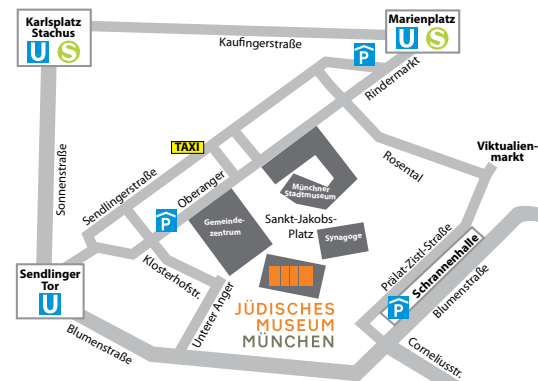 Karlsplatz
Stachus
U S
Marienplatz
U S
Kaufingerstraße
P
Rindermarkt
TAXI
Sendlingerstraße
Oberanger
Sonnenstraße
Rosental
Viktualien-
markt
Münchner
Stadtmuseum
P
Gemeinde-
zentrum
Sankt-Jakobs-
Platz
Synagoge
Klosterhofstr.
Prälat-Zistl-Straße
Schrannenhalle
Blumenstraße
Sendlinger
Tor
U
Unterer Anger
P
JÜDISCHES
MUSEUM
MÜNCHEN
Blumenstraße
Corneliusstr.